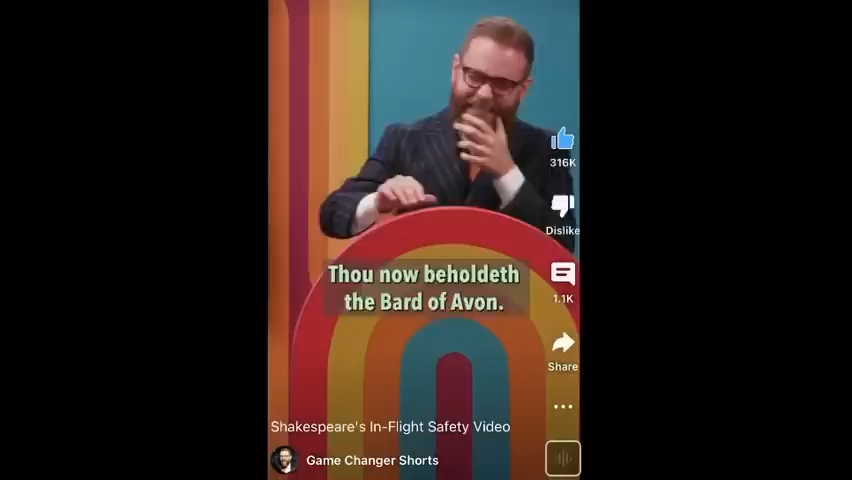 316K
Dislike
Thou now beholdeth
the Bard of Avon.
1.1K
Share
Shakespeare's In-Flight Safety Video
Game Changer Shorts